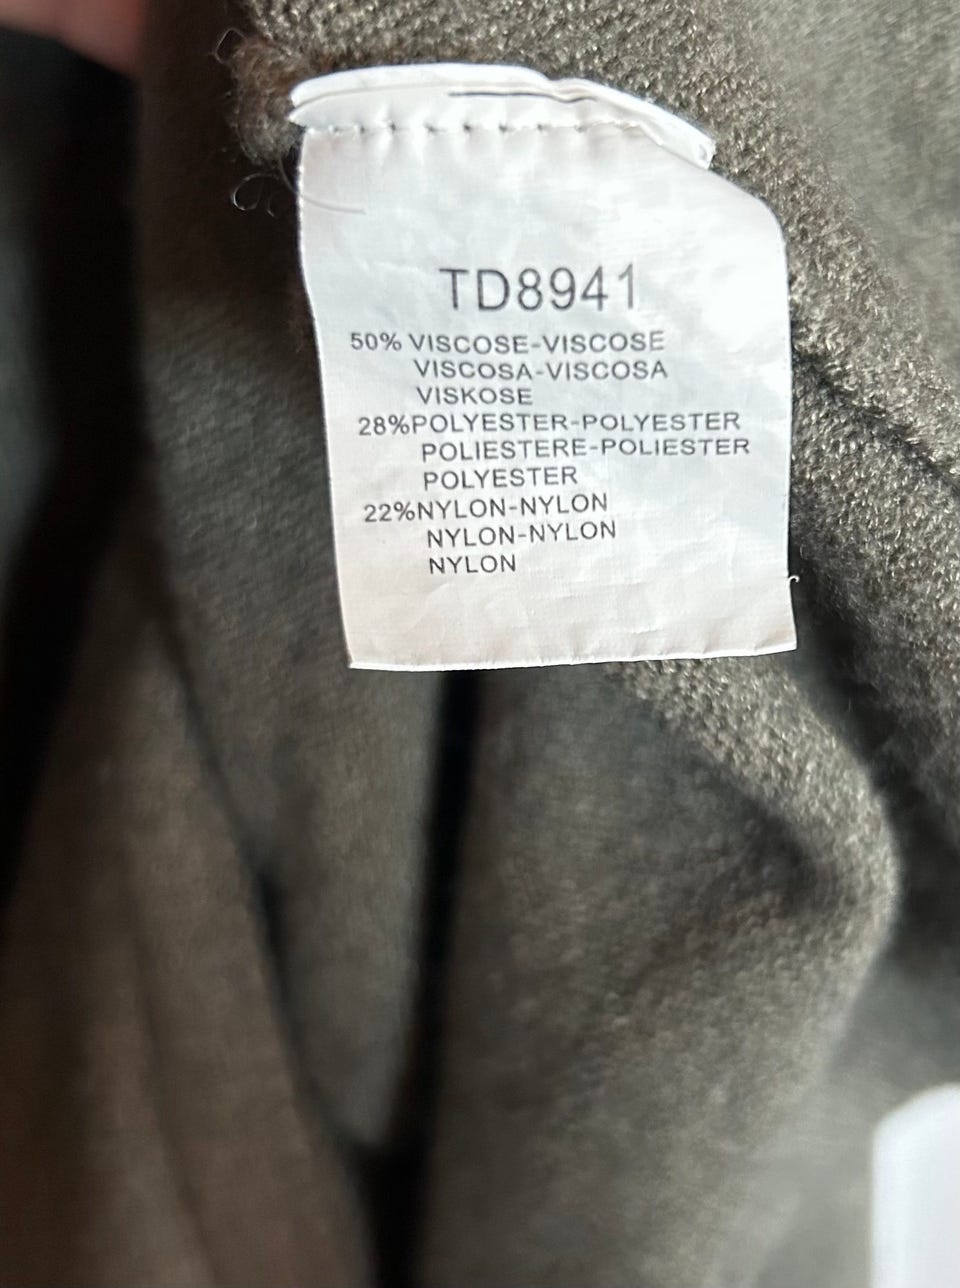 TD8941
50% VISCOSE-VISCOSE
VISCOSA-VISCOSA
VISKOSE
28%POLYESTER-POLYESTER
POLIESTERE-POLIESTER
POLYESTER
22%NYLON-NYLON
NYLON-NYLON
NYLON